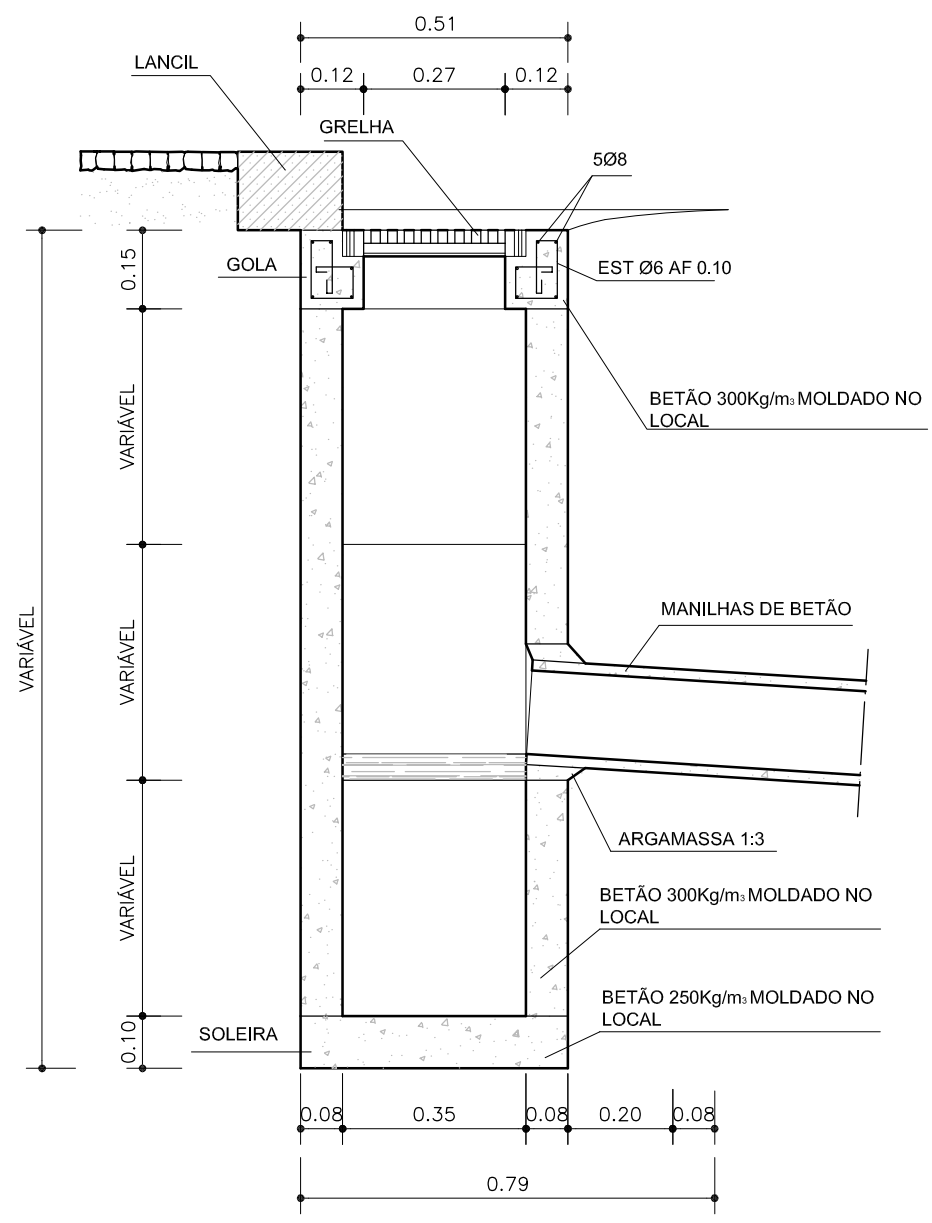 0.51
LANCIL
0.12
0.27
0.12
GRELHA
5Ø8
0.15
GOLA
EST Ø6 AF 0.10
VARIÁVEL
BETÃO 300Kg/m³ MOLDADO NO
LOCAL
VARIÁVEL
VARIÁVEL
MANILHAS DE BETÃO
ARGAMASSA 1:3
VARIÁVEL
BETÃO 300Kg/m³ MOLDADO NO
LOCAL
BETÃO 250Kg/m³ MOLDADO NO
LOCAL
SOLEIRA
0.10
0.08
0.35
0.08
0.20
0.08
0.79